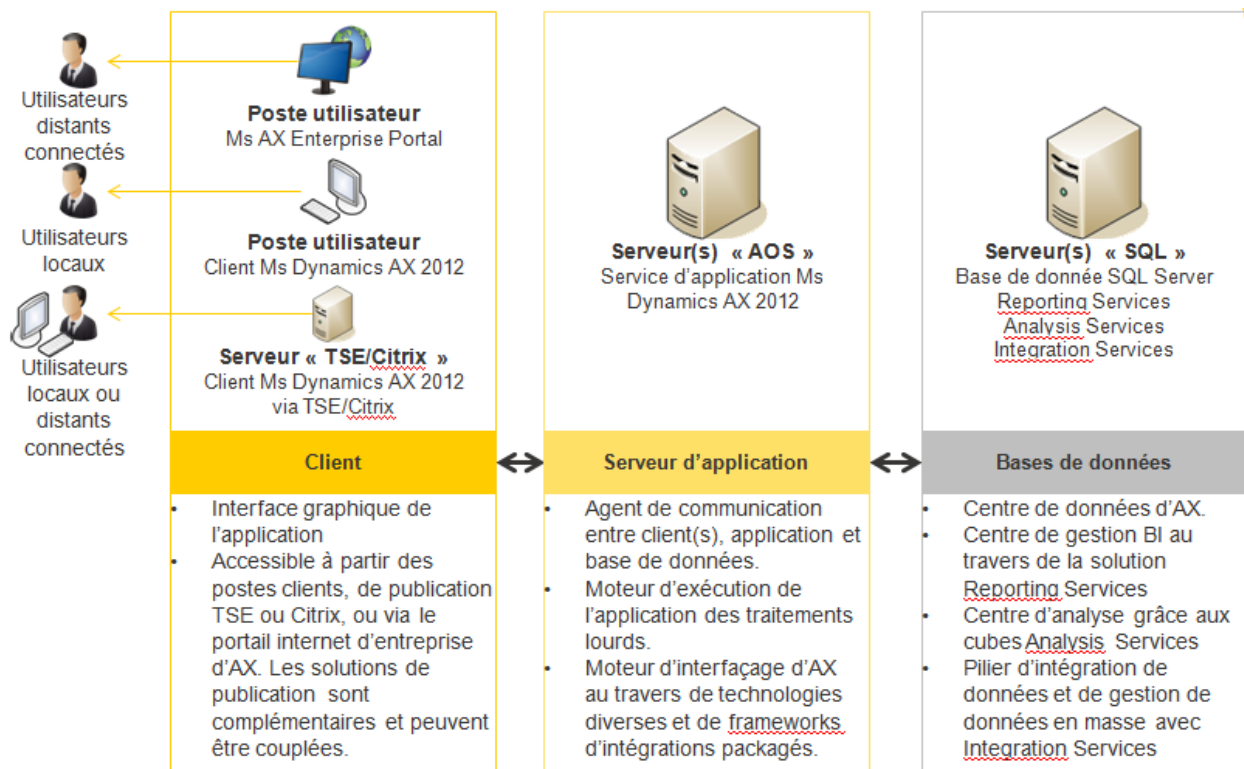 Utilisateurs
distants
connectés
Utilisateurs
locaux
Utilisateurs
locaux ou
distants
connectés
Poste utilisateur
Ms AX Enterprise Portal
Poste utilisateur
Client Ms Dynamics AX 2012
Serveur « TSE/Citrix »
Client Ms Dynamics AX 2012
via TSE/Citrix
Client
• Interface graphique de
l’application
• Accessible à partir des
postes clients, de publication
TSE ou Citrix, ou via le
portail internet d’entreprise
d’AX. Les solutions de
publication sont
complémentaires et peuvent
être couplées.
Serveur(s) « AOS »
Service d’application Ms
Dynamics AX 2012
Serveur d’application
• Agent de communication
entre client(s), application et
base de données.
• Moteur d’exécution de
l’application des traitements
lourds.
• Moteur d’interfaçage d’AX
au travers de technologies
diverses et de frameworks
d’intégrations packagés.
Serveur(s) « SQL »
Base de donnée SQL Server
Reporting Services
Analysis Services
Integration Services
Bases de données
• Centre de données d’AX.
• Centre de gestion BI au
travers de la solution
Reporting Services
• Centre d’analyse grâce aux
cubes Analysis Services
• Pilier d’intégration de
données et de gestion de
données en masse avec
Integration Services